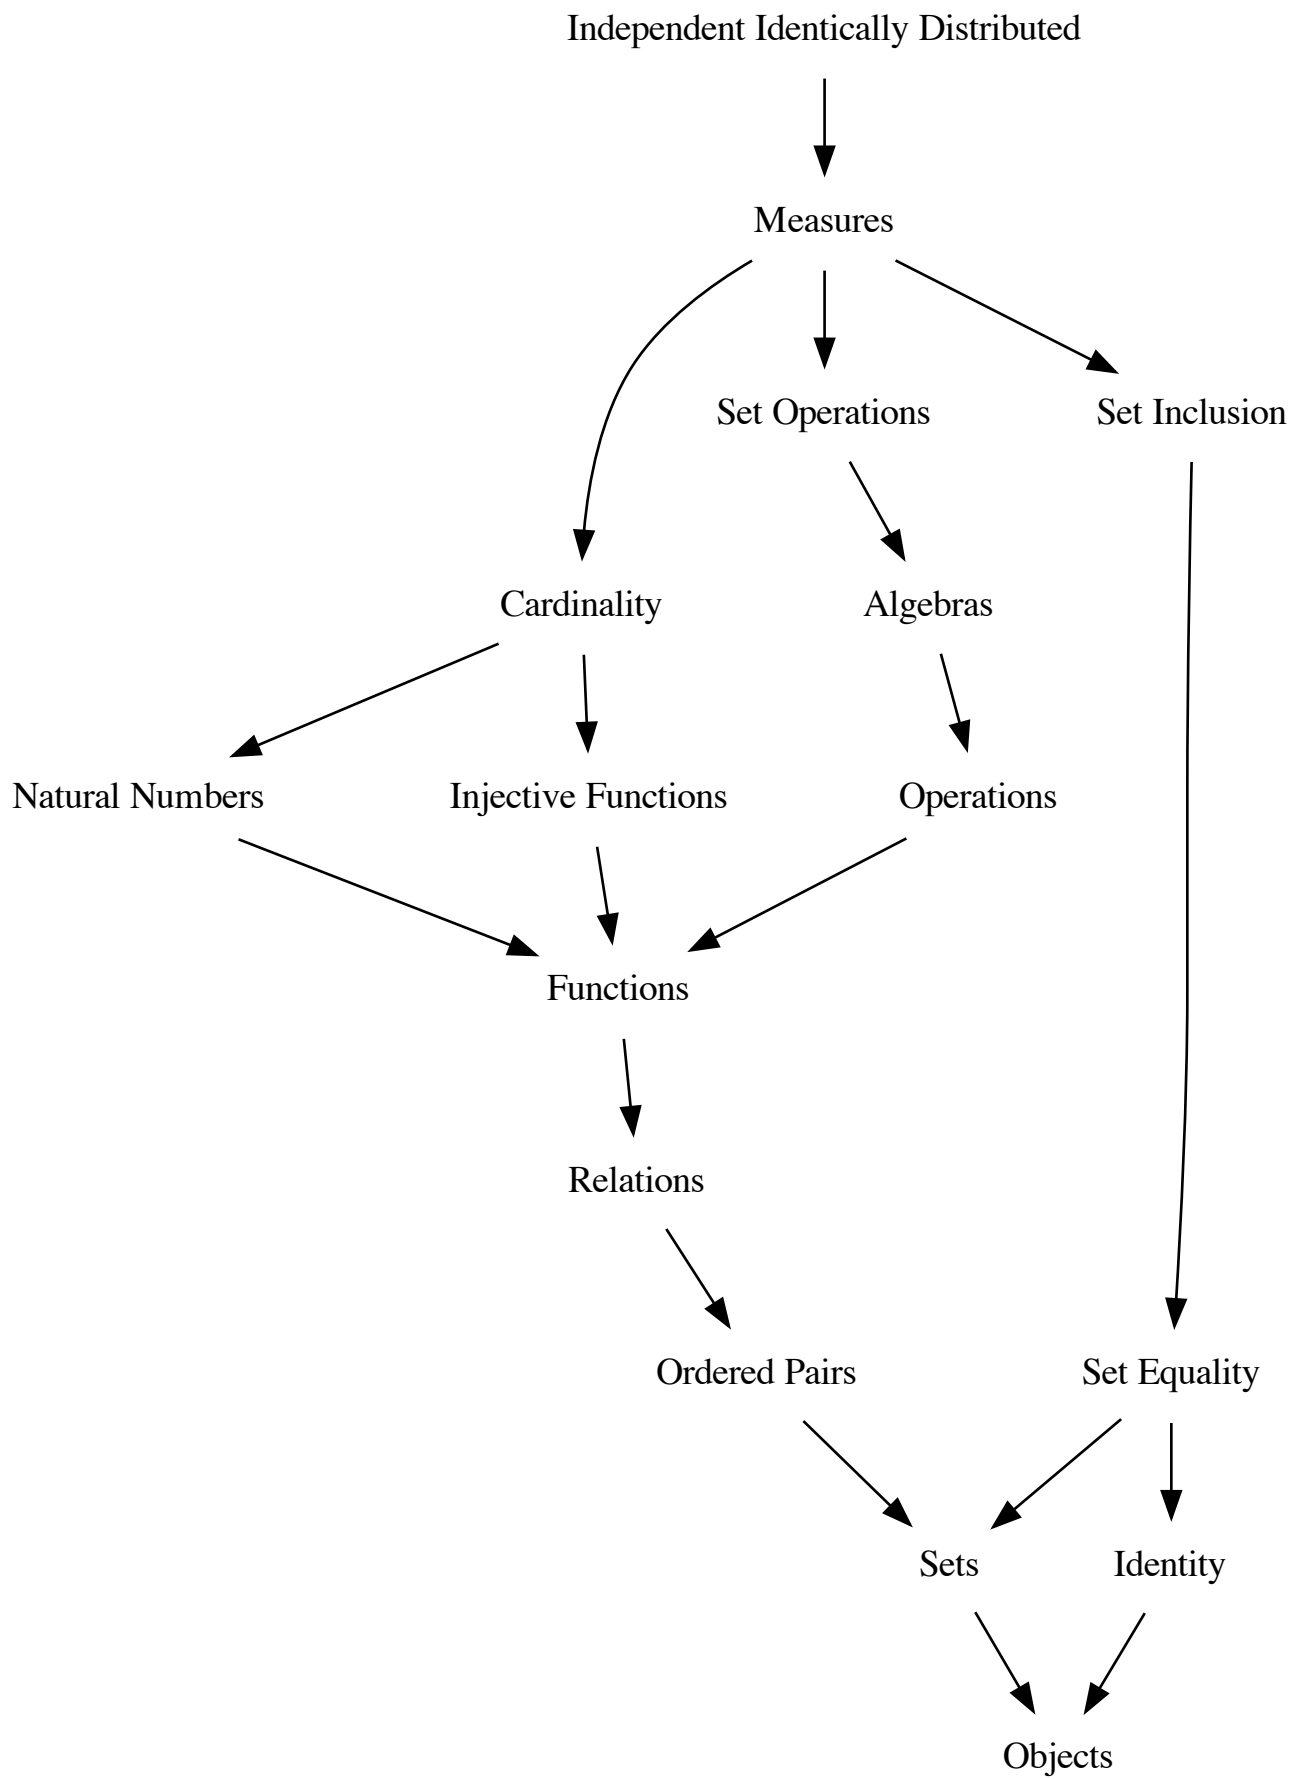 Independent Identically Distributed
Measures
Set Operations
Set Inclusion
Cardinality
Algebras
Natural Numbers
Injective Functions
Operations
Functions
Relations
Ordered Pairs
Set Equality
Sets
Identity
Objects